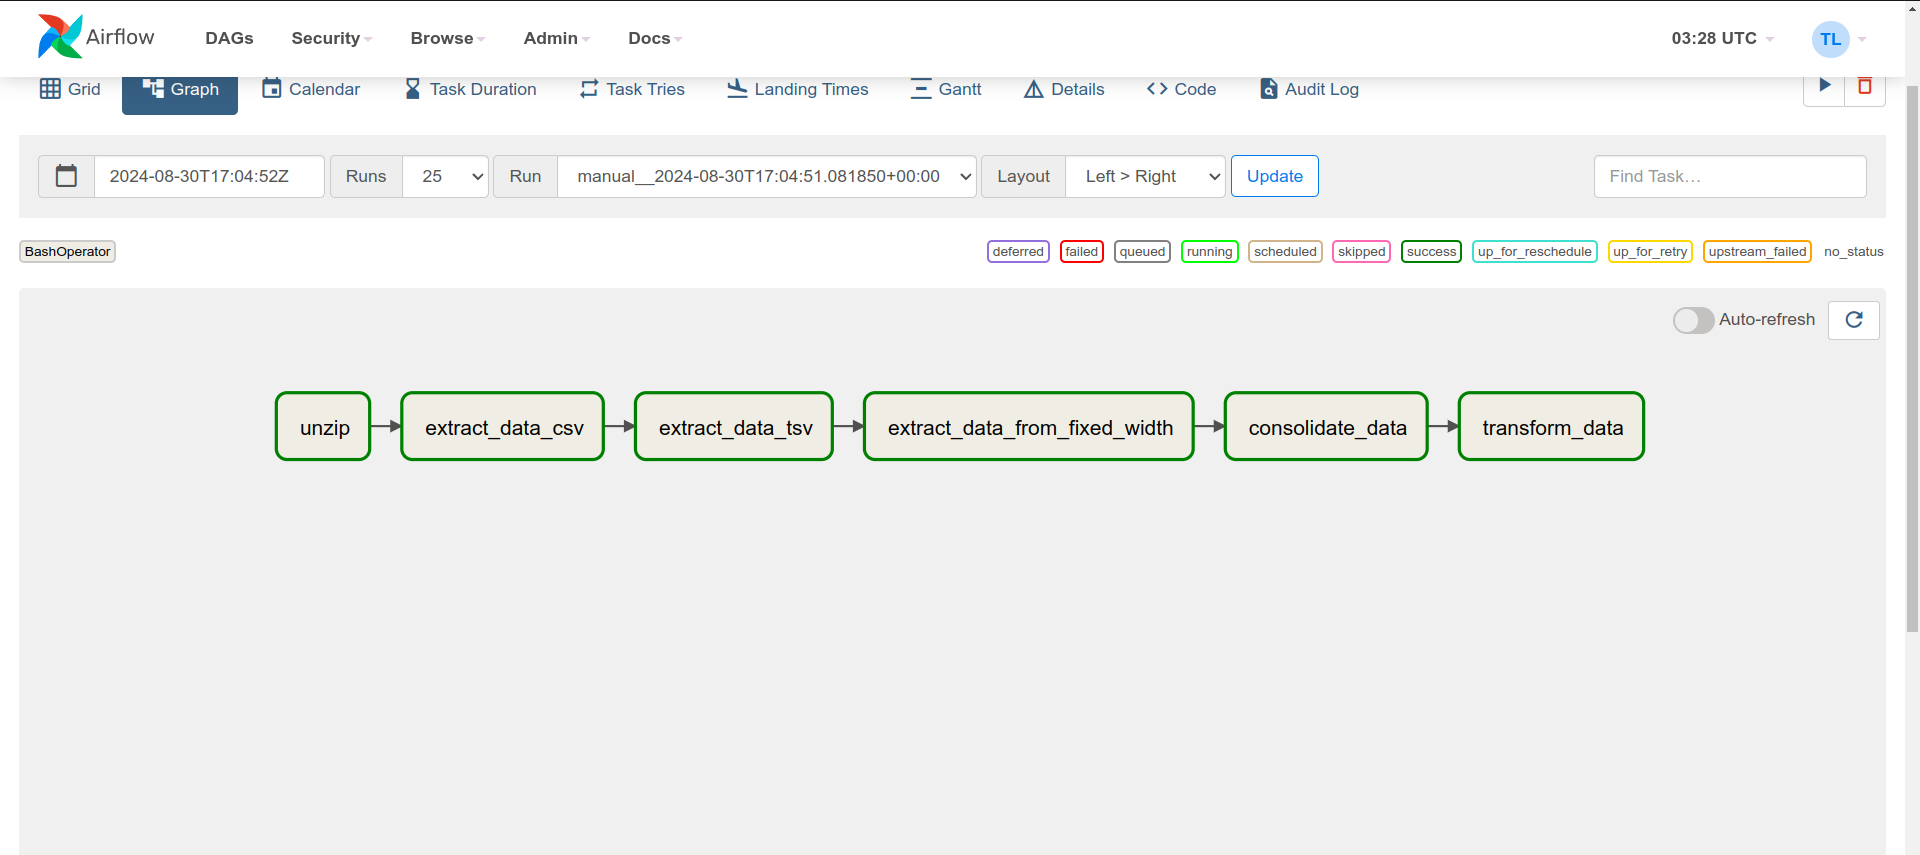 Airflow DAGs Security Browse Admin Docs 03:28 UTC TL
Grid Graph Calendar Task Duration Task Tries Landing Times Gantt Details Code Audit Log
2024-08-30T17:04:52Z Runs 25 Run manual__2024-08-30T17:04:51.081850+00:00 Layout Left > Right Update Find Task…
BashOperator deferred failed queued running scheduled skipped success up_for_reschedule up_for_retry upstream_failed no_status
Auto-refresh
unzip extract_data_csv extract_data_tsv extract_data_from_fixed_width consolidate_data transform_data